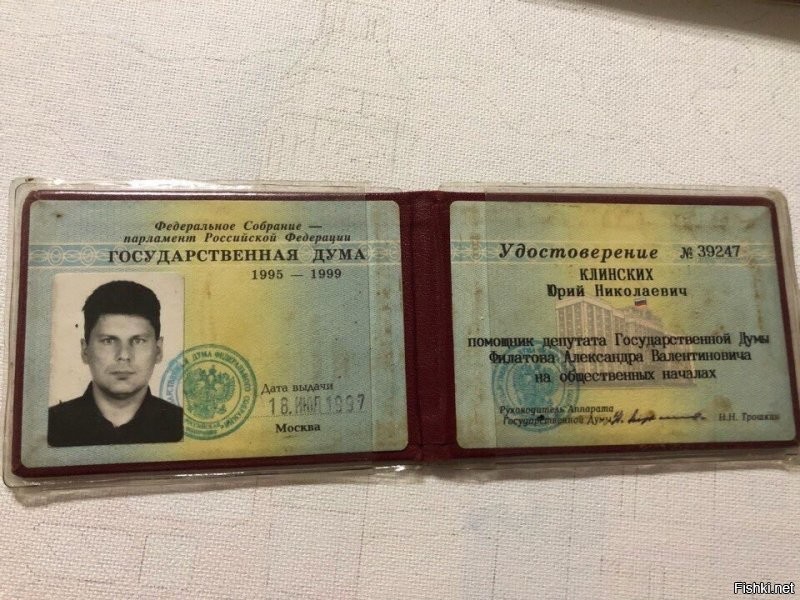 Федеральное Собрание —
парламент Российской Федерации
ГОСУДАРСТВЕННАЯ ДУМА
1995 — 1999
Дата выдачи
18. ИЮЛ 1997
Москва
Удостоверение № 39247
КЛИНСКИХ
Юрий Николаевич
помощник депутата Государственной Думы
Филатова Александра Валентиновича
на общественных началах
Руководитель Аппарата
Государственной Думы
Н.Н. Трошкин
Fishki.net